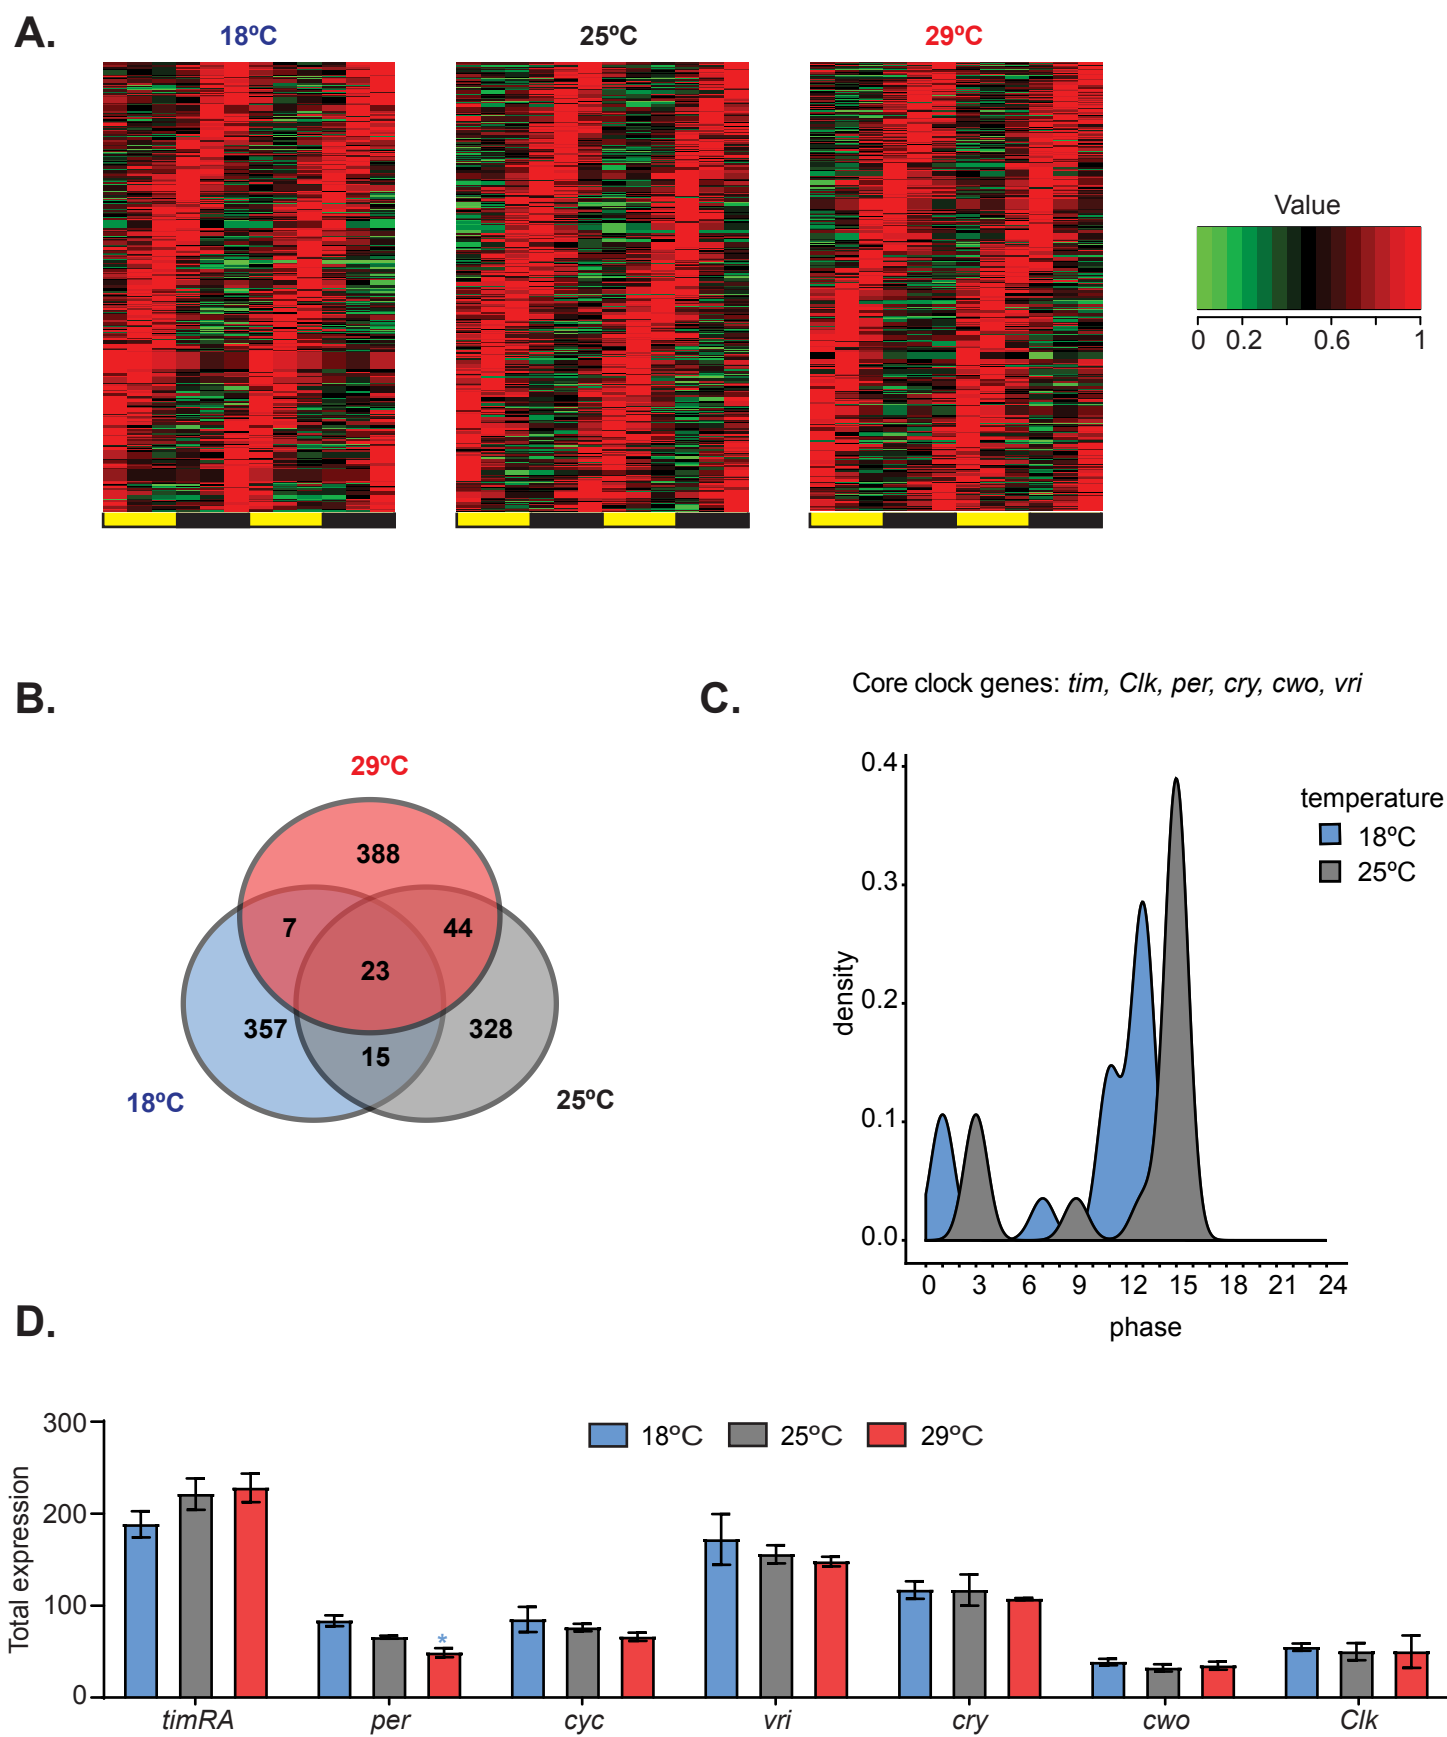 A.
18ºC 25ºC 29ºC
Value
0 0.2 0.6 1
B.
29ºC
388
7 44
23
357 328
15
18ºC 25ºC
C.
Core clock genes: tim, Clk, per, cry, cwo, vri
0.4
0.3
0.2
0.1
0.0
density
temperature
18ºC
25ºC
0 3 6 9 12 15 18 21 24
phase
D.
300
200
100
0
Total expression
18ºC 25ºC 29ºC
*
timRA per cyc vri cry cwo Clk